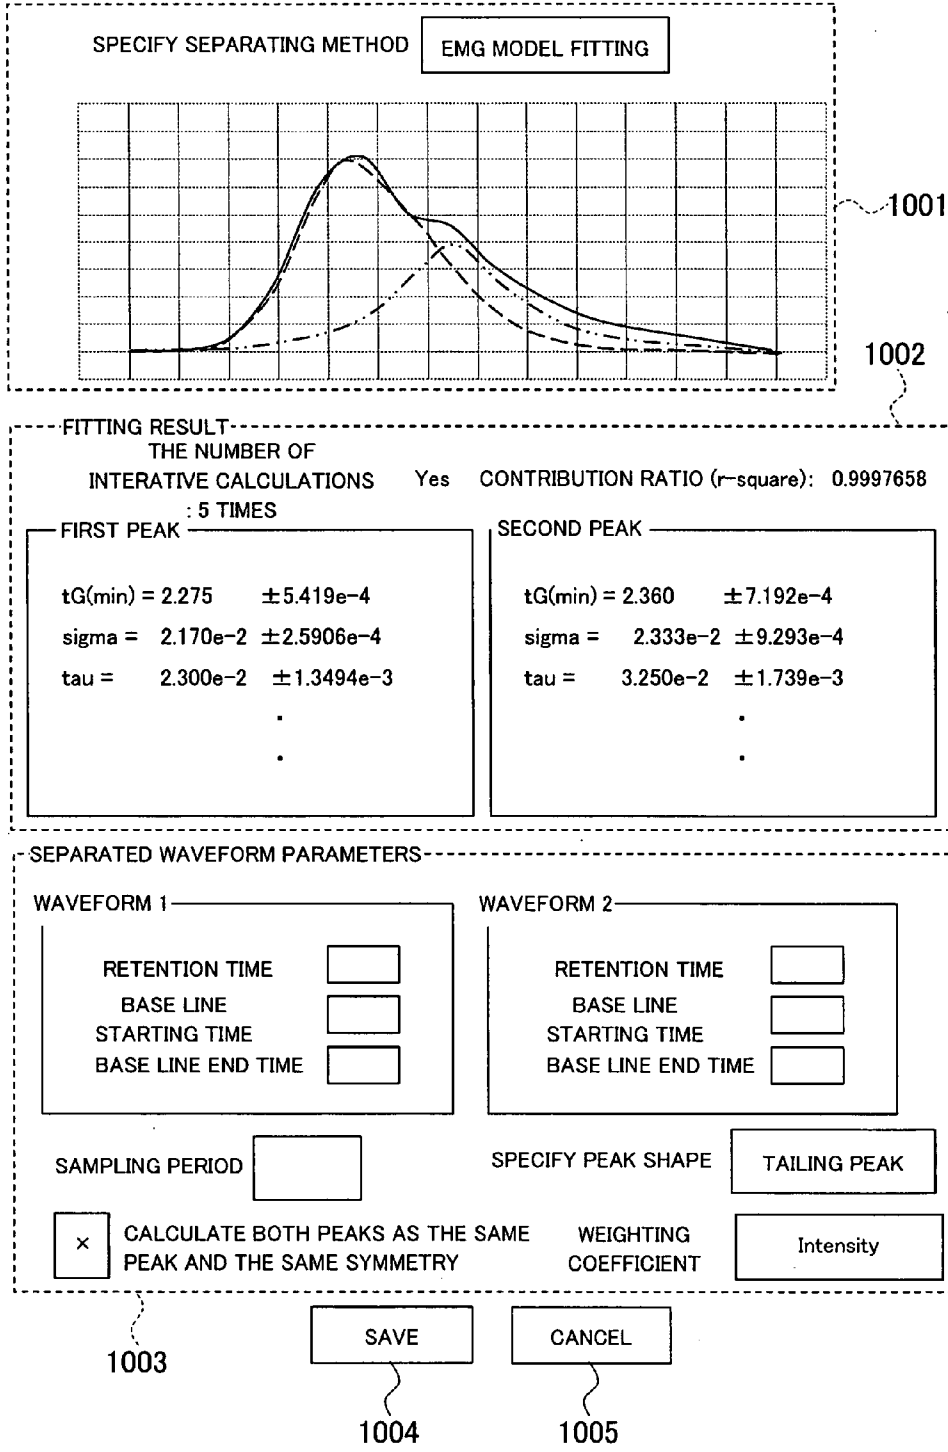 SPECIFY SEPARATING METHOD EMG MODEL FITTING
1001
1002
FITTING RESULT
THE NUMBER OF
INTERATIVE CALCULATIONS Yes CONTRIBUTION RATIO (r-square): 0.9997658
: 5 TIMES
FIRST PEAK
tG(min) = 2.275 ±5.419e-4
sigma = 2.170e-2 ±2.5906e-4
tau = 2.300e-2 ±1.3494e-3
SECOND PEAK
tG(min) = 2.360 ±7.192e-4
sigma = 2.333e-2 ±9.293e-4
tau = 3.250e-2 ±1.739e-3
SEPARATED WAVEFORM PARAMETERS
WAVEFORM 1
RETENTION TIME
BASE LINE
STARTING TIME
BASE LINE END TIME
WAVEFORM 2
RETENTION TIME
BASE LINE
STARTING TIME
BASE LINE END TIME
SAMPLING PERIOD
SPECIFY PEAK SHAPE TAILING PEAK
× CALCULATE BOTH PEAKS AS THE SAME
PEAK AND THE SAME SYMMETRY
WEIGHTING
COEFFICIENT
Intensity
1003
SAVE
CANCEL
1004
1005